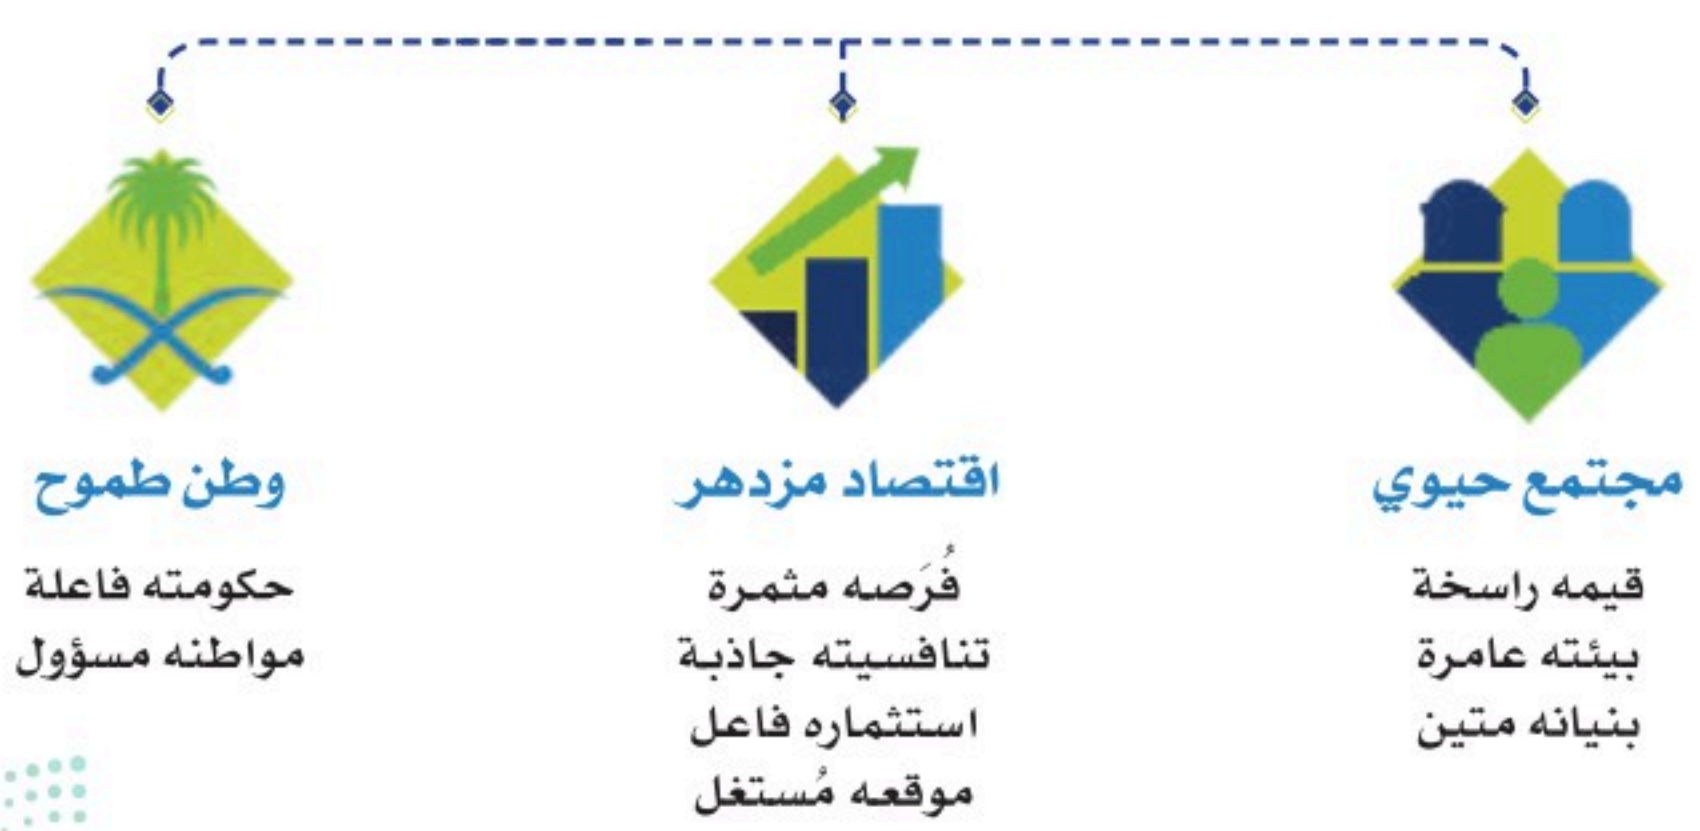 مجتمع حيوي
قيمه راسخة
بيئته عامرة
بنيانه متين
اقتصاد مزدهر
فُرَصه مثمرة
تنافسيته جاذبة
استثماره فاعل
موقعه مُستغل
وطن طموح
حكومته فاعلة
مواطنه مسؤول